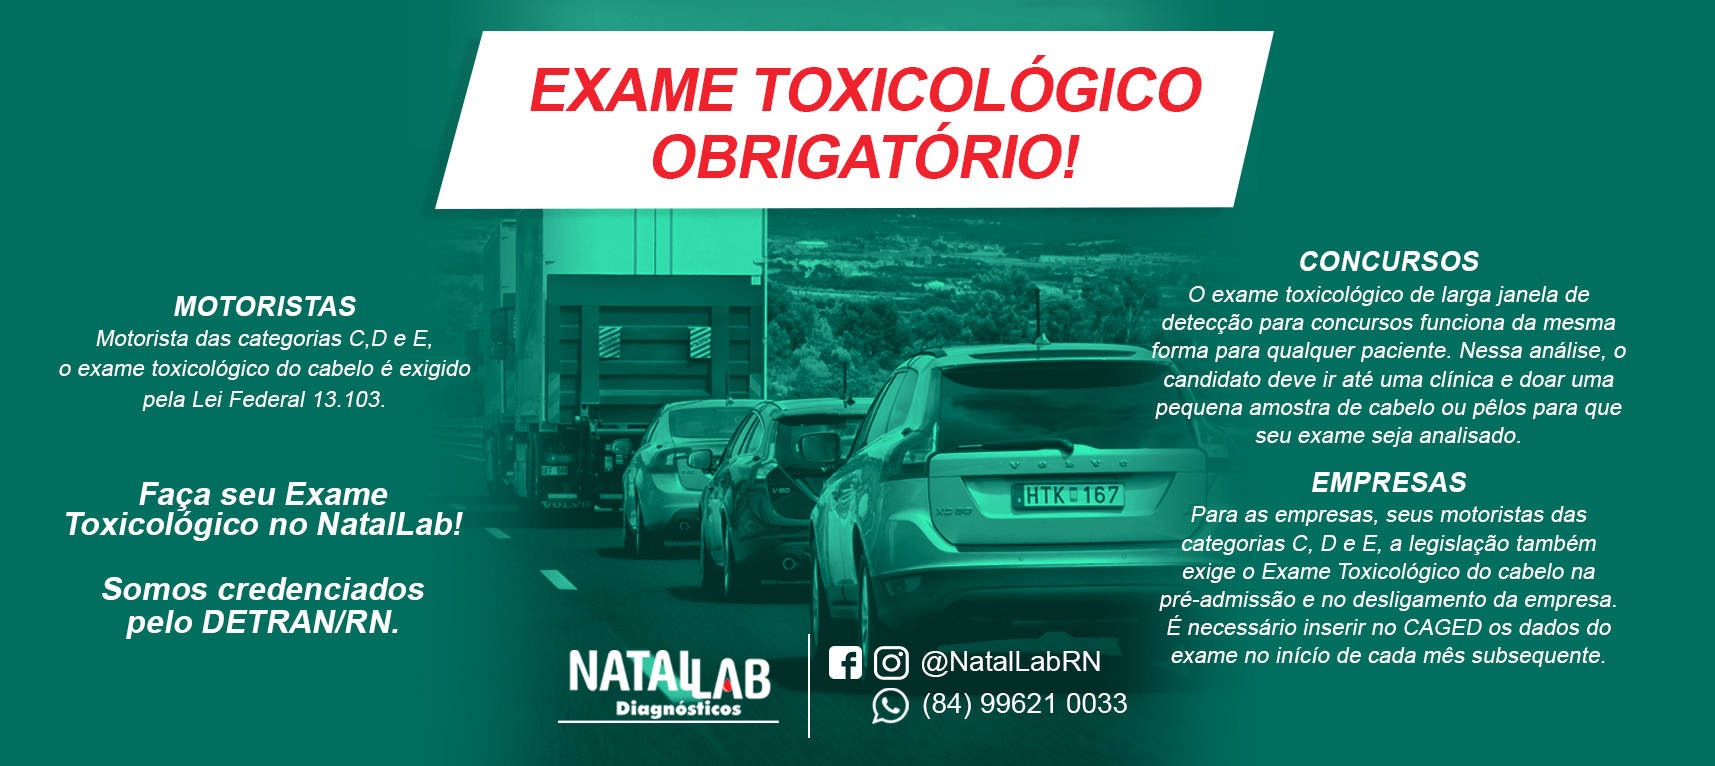 EXAME TOXICOLÓGICO
OBRIGATÓRIO!
MOTORISTAS
Motorista das categorias C,D e E,
o exame toxicológico do cabelo é exigido
pela Lei Federal 13.103.
Faça seu Exame
Toxicológico no NatalLab!
Somos credenciados
pelo DETRAN/RN.
CONCURSOS
O exame toxicológico de larga janela de
detecção para concursos funciona da mesma
forma para qualquer paciente. Nessa análise, o
candidato deve ir até uma clínica e doar uma
pequena amostra de cabelo ou pêlos para que
seu exame seja analisado.
EMPRESAS
Para as empresas, seus motoristas das
categorias C, D e E, a legislação também
exige o Exame Toxicológico do cabelo na
pré-admissão e no desligamento da empresa.
É necessário inserir no CAGED os dados do
exame no inícío de cada mês subsequente.
VOLVO
HTK 167
XC 60
V60
VOLVO
NATALLAB
Diagnósticos
@NatalLabRN
(84) 99621 0033